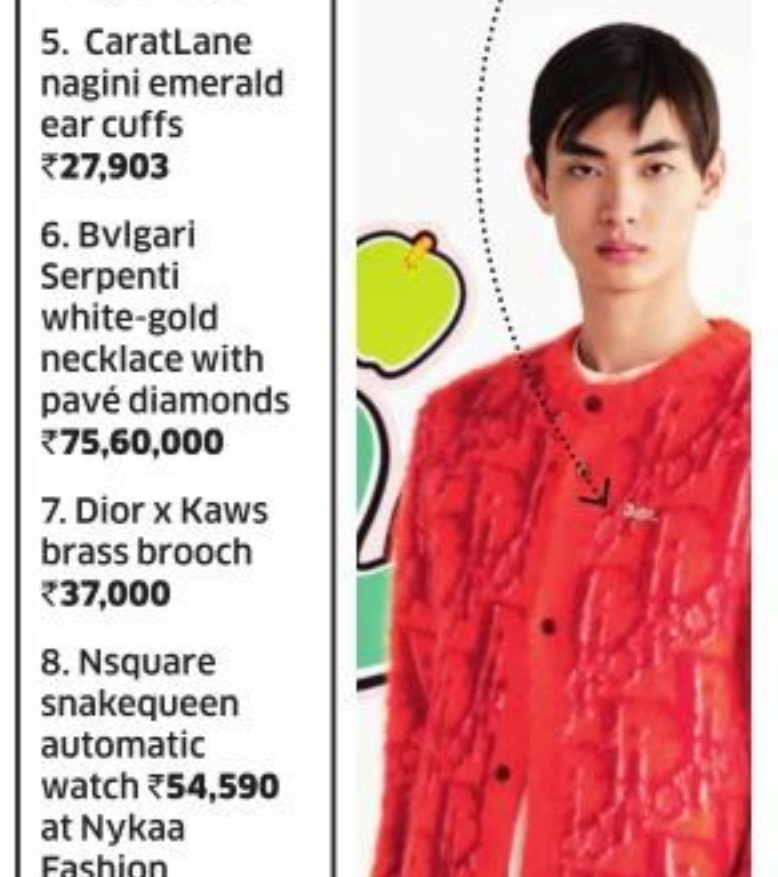 5. CaratLane
nagini emerald
ear cuffs
₹27,903
6. Bvlgari
Serpenti
white-gold
necklace with
pavé diamonds
₹75,60,000
7. Dior x Kaws
brass brooch
₹37,000
8. Nsquare
snakequeen
automatic
watch ₹54,590
at Nykaa
Fashion